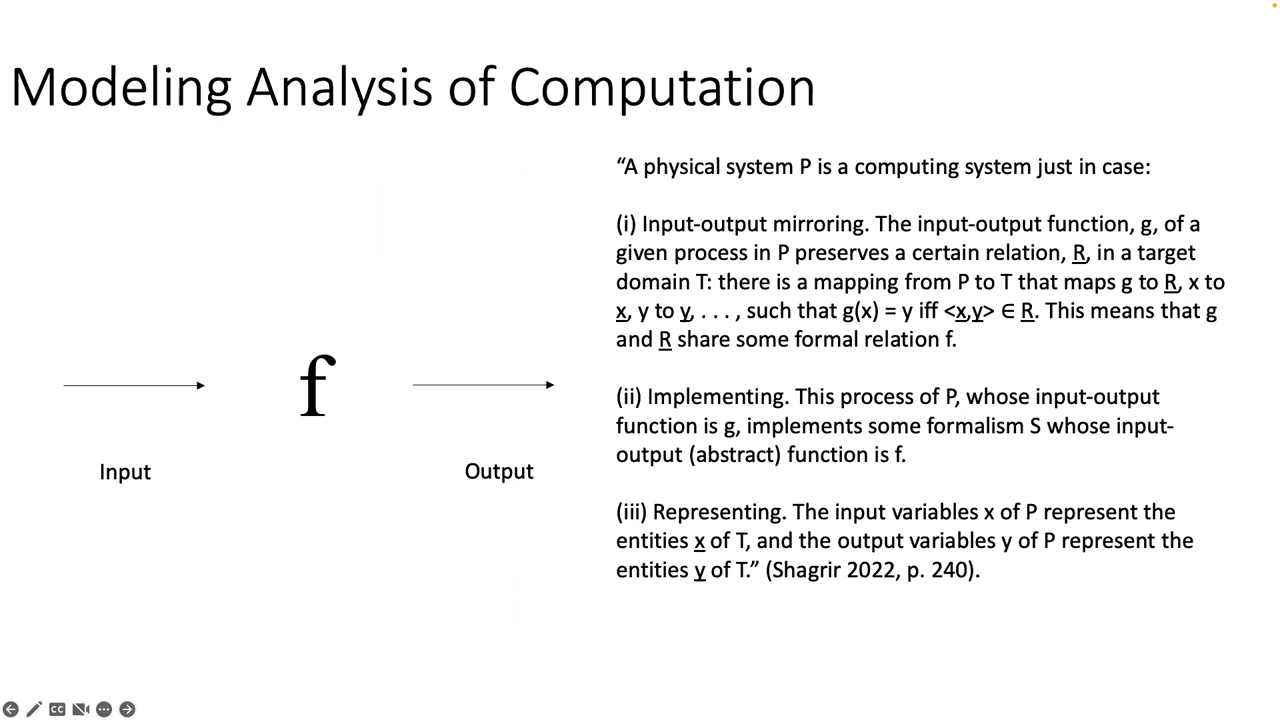 Modeling Analysis of Computation
“A physical system P is a computing system just in case:
(i) Input-output mirroring. The input-output function, g, of a
given process in P preserves a certain relation, R, in a target
domain T: there is a mapping from P to T that maps g to R, x to
x, y to y, . . . , such that g(x) = y iff <x,y> ∈ R. This means that g
and R share some formal relation f.
(ii) Implementing. This process of P, whose input-output
function is g, implements some formalism S whose input-
output (abstract) function is f.
(iii) Representing. The input variables x of P represent the
entities x of T, and the output variables y of P represent the
entities y of T.” (Shagrir 2022, p. 240).
f
Input
Output
CC